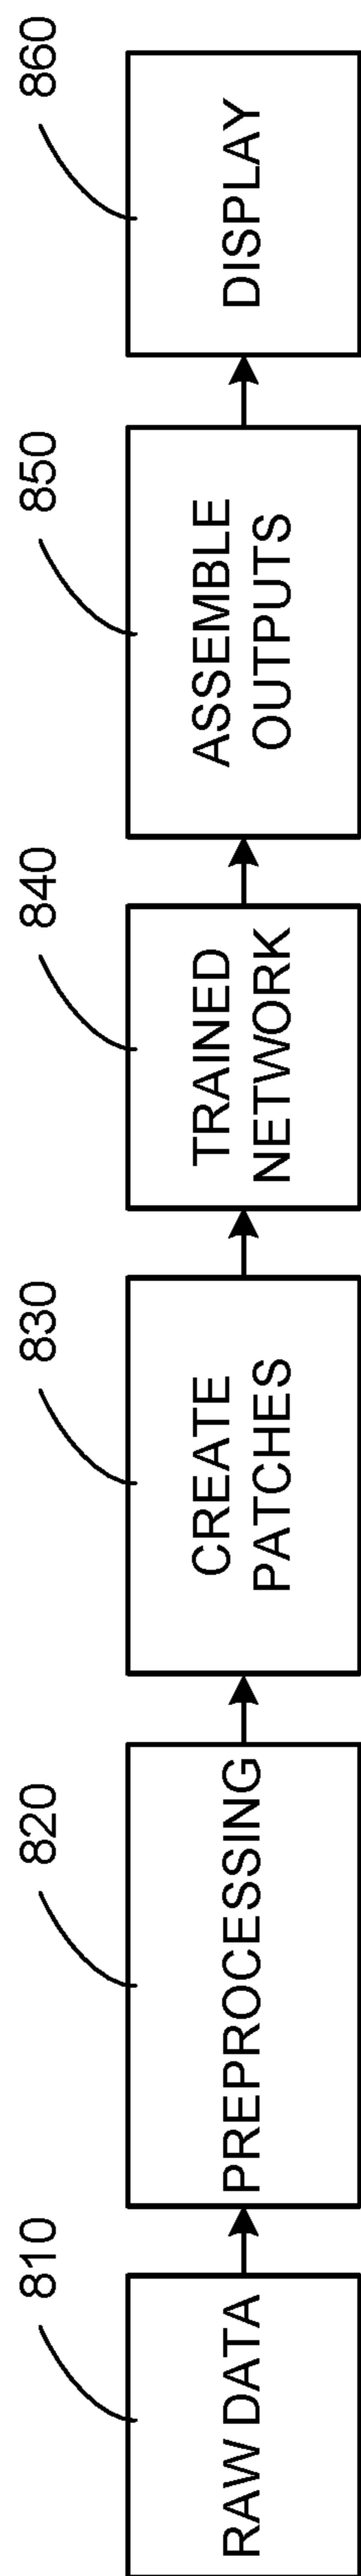 810
RAW DATA
820
PREPROCESSING
830
CREATE
PATCHES
840
TRAINED
NETWORK
850
ASSEMBLE
OUTPUTS
860
DISPLAY